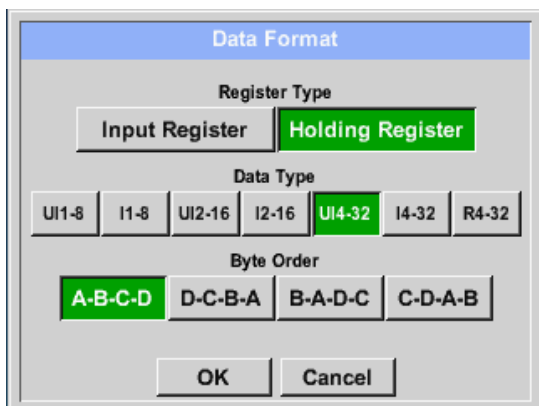 Data Format
Register Type
Input Register Holding Register
Data Type
UI1-8 I1-8 UI2-16 I2-16 UI4-32 I4-32 R4-32
Byte Order
A-B-C-D D-C-B-A B-A-D-C C-D-A-B
OK Cancel